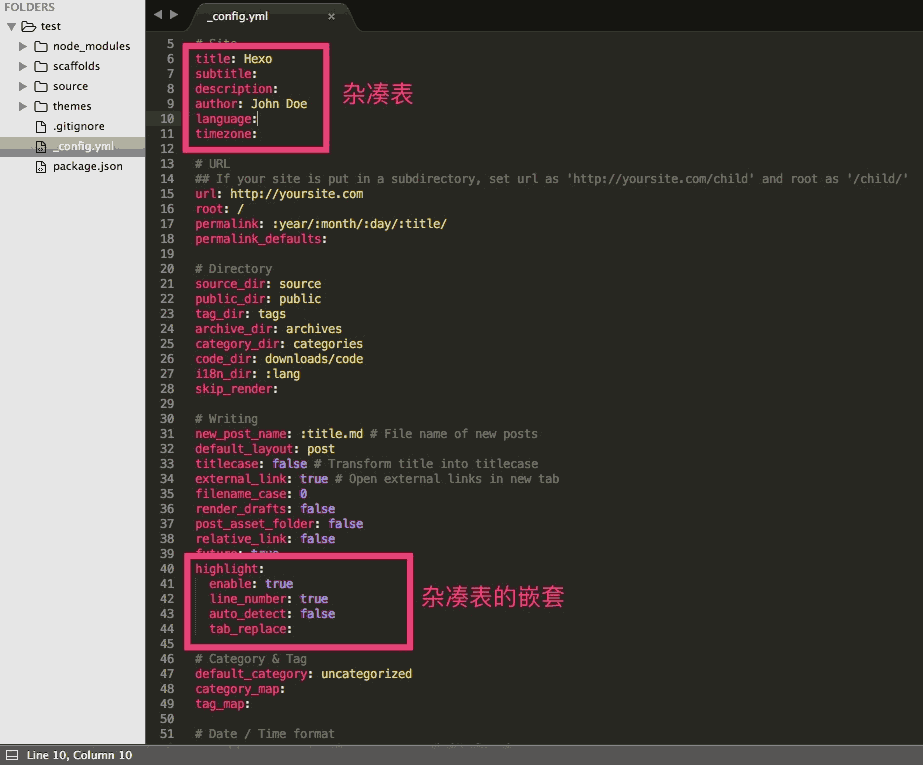 FOLDERS
test
node_modules
scaffolds
source
themes
.gitignore
_config.yml
package.json
_config.yml ×
5 # Site
6 title: Hexo
7 subtitle:
8 description:
9 author: John Doe
10 language:
11 timezone:
杂凑表
12
13 # URL
14 ## If your site is put in a subdirectory, set url as 'http://yoursite.com/child' and root as '/child/'
15 url: http://yoursite.com
16 root: /
17 permalink: :year/:month/:day/:title/
18 permalink_defaults:
19
20 # Directory
21 source_dir: source
22 public_dir: public
23 tag_dir: tags
24 archive_dir: archives
25 category_dir: categories
26 code_dir: downloads/code
27 i18n_dir: :lang
28 skip_render:
29
30 # Writing
31 new_post_name: :title.md # File name of new posts
32 default_layout: post
33 titlecase: false # Transform title into titlecase
34 external_link: true # Open external links in new tab
35 filename_case: 0
36 render_drafts: false
37 post_asset_folder: false
38 relative_link: false
39 future: true
40 highlight:
41 enable: true
42 line_number: true
43 auto_detect: false
44 tab_replace:
杂凑表的嵌套
45
46 # Category & Tag
47 default_category: uncategorized
48 category_map:
49 tag_map:
50
51 # Date / Time format
Line 10, Column 10